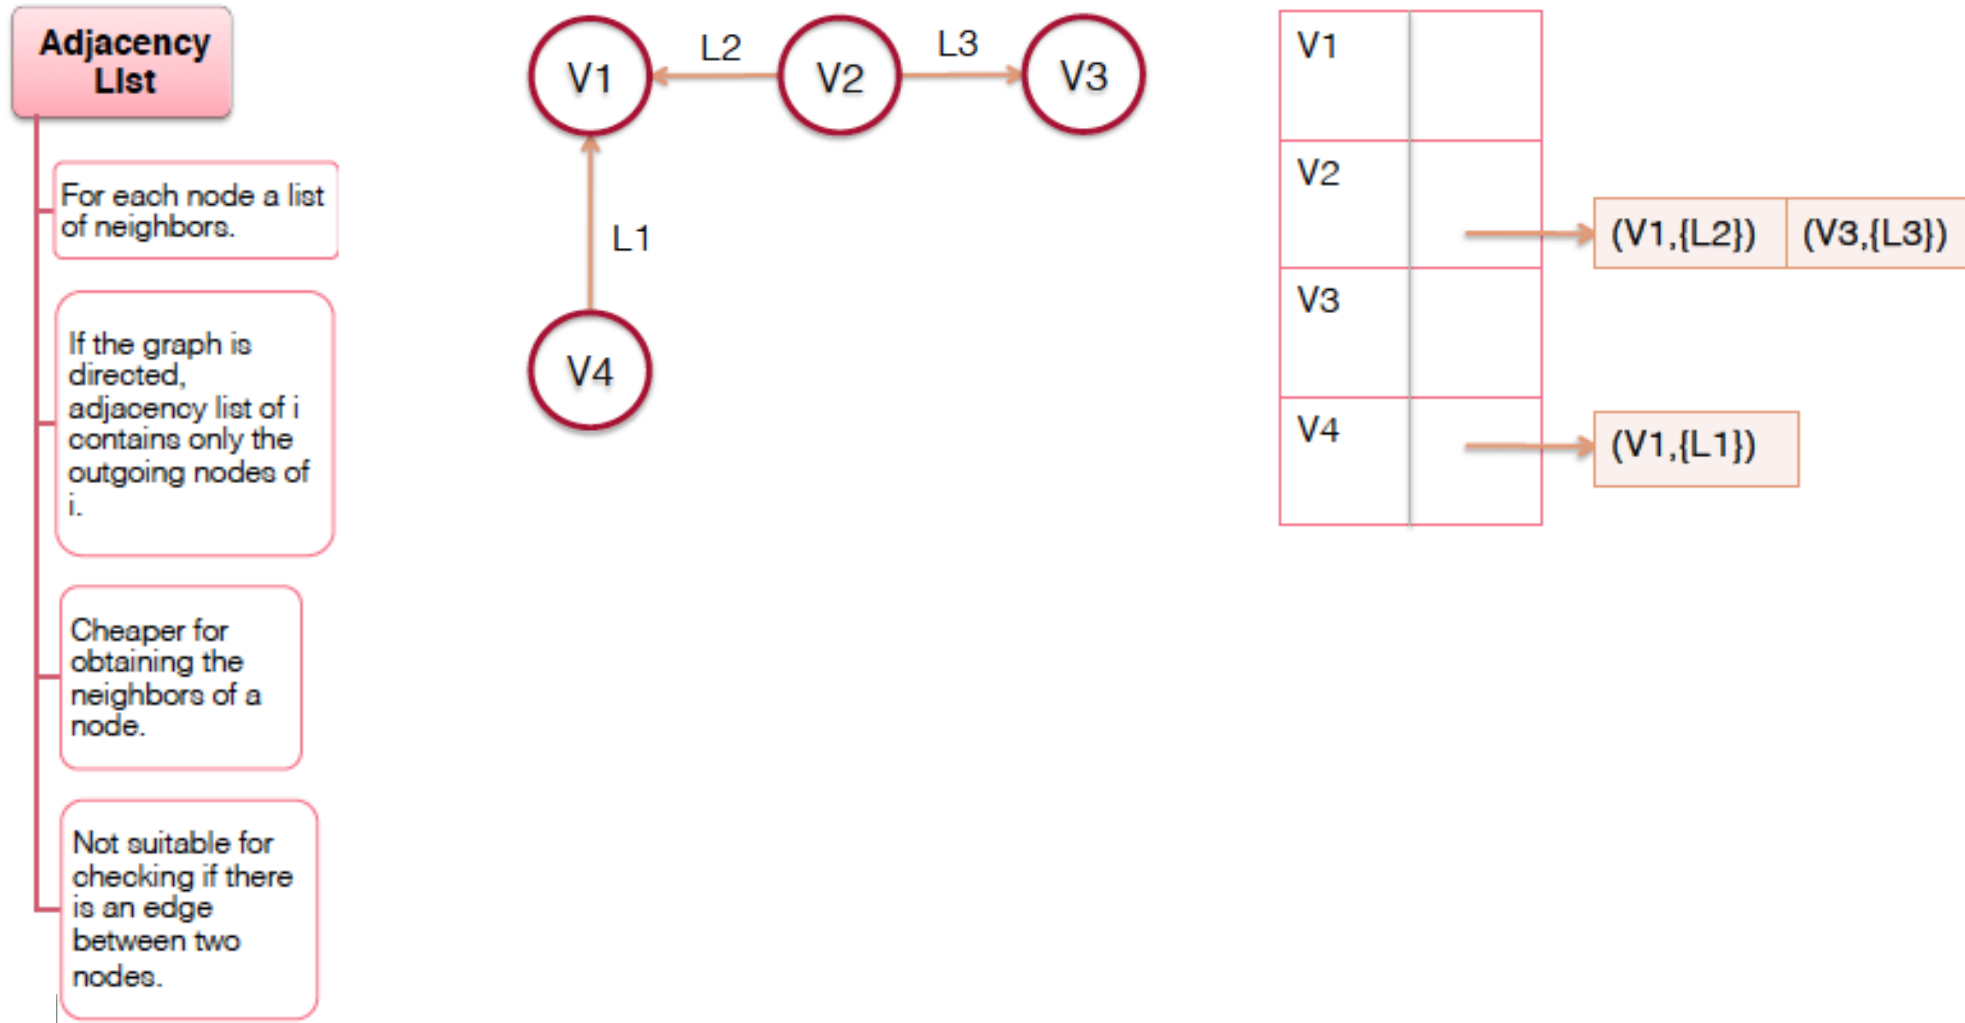 Adjacency
LIst
For each node a list
of neighbors.
If the graph is
directed,
adjacency list of i
contains only the
outgoing nodes of
i.
Cheaper for
obtaining the
neighbors of a
node.
Not suitable for
checking if there
is an edge
between two
nodes.
V1
L2
V2
L3
V3
L1
V4
V1
V2
(V1,{L2})
(V3,{L3})
V3
V4
(V1,{L1})